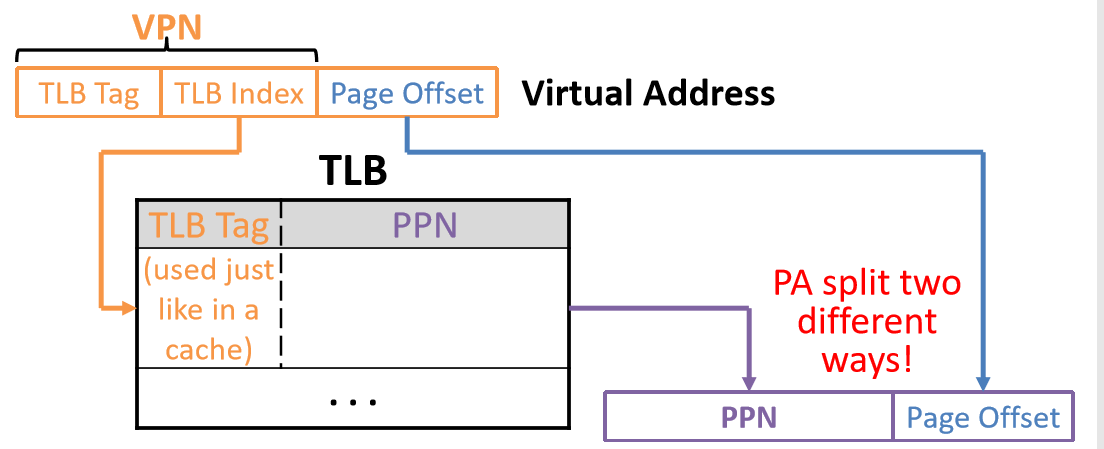 VPN
TLB Tag TLB Index Page Offset Virtual Address
TLB
TLB Tag PPN
(used just
like in a
cache)
. . .
PA split two
different
ways!
PPN Page Offset